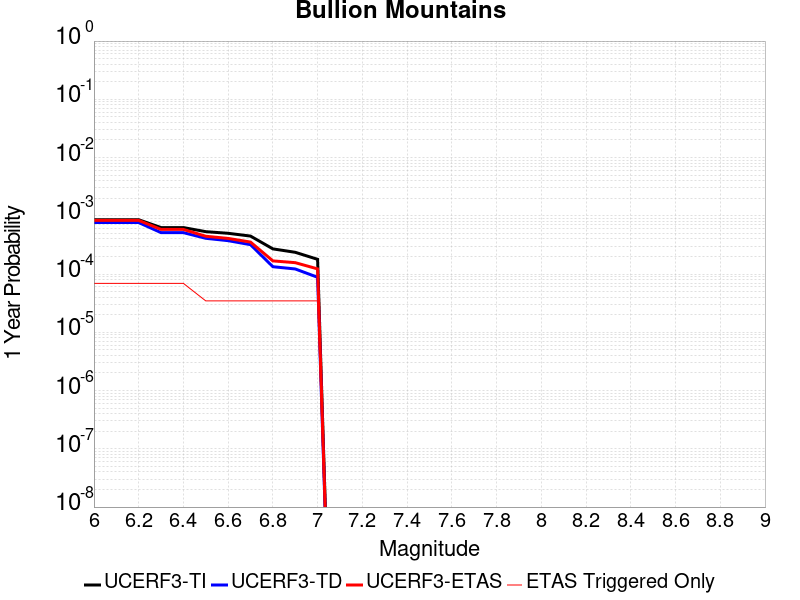 Bullion Mountains
10^0
10^-1
10^-2
10^-3
10^-4
10^-5
10^-6
10^-7
10^-8
1 Year Probability
6 6.2 6.4 6.6 6.8 7 7.2 7.4 7.6 7.8 8 8.2 8.4 8.6 8.8 9
Magnitude
UCERF3-TI UCERF3-TD UCERF3-ETAS ETAS Triggered Only